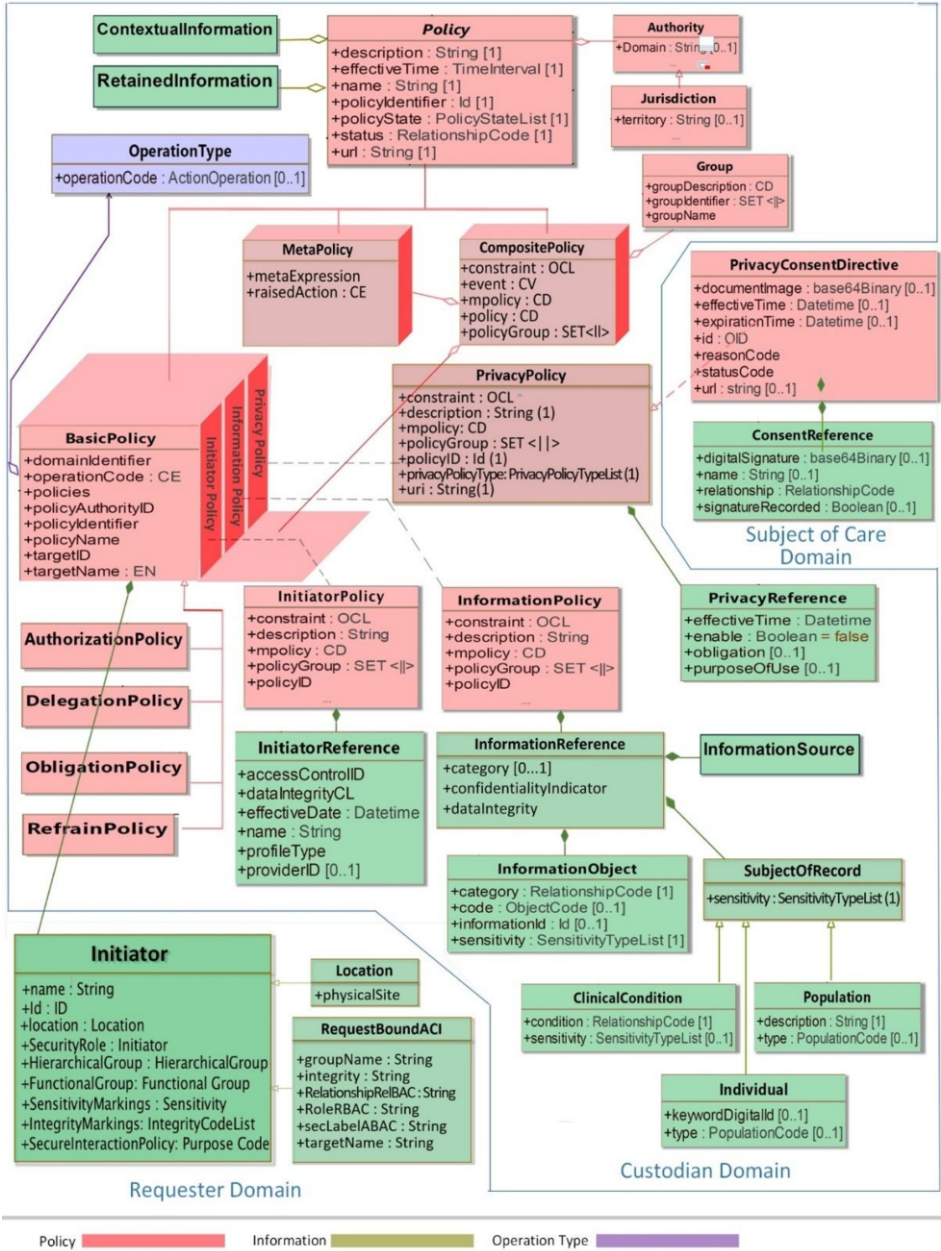 ContextualInformation
RetainedInformation
Policy
+description : String [1]
+effectiveTime : TimeInterval [1]
+name : String [1]
+policyIdentifier : Id [1]
+policyState : PolicyStateList [1]
+status : RelationshipCode [1]
+url : String [1]
Authority
+Domain : String [0..1]
...
Jurisdiction
+territory : String [0..1]
...
OperationType
+operationCode : ActionOperation [0..1]
Group
+groupDescription : CD
+groupIdentifier : SET <||>
+groupName
MetaPolicy
+metaExpression
+raisedAction : CE
CompositePolicy
+constraint : OCL
+event : CV
+mpolicy : CD
+policy : CD
+policyGroup : SET<II>
PrivacyConsentDirective
+documentImage : base64Binary [0..1]
+effectiveTime : Datetime [0..1]
+expirationTime : Datetime [0..1]
+id : OID
+reasonCode
+statusCode
+url : string [0..1]
PrivacyPolicy
+constraint : OCL
+description : String (1)
+mpolicy: CD
+policyGroup : SET <||>
+policyID : Id (1)
+privacyPolicyType: PrivacyPolicyTypeList (1)
+uri : String(1)
ConsentReference
+digitalSignature : base64Binary [0..1]
+name : String [0..1]
+relationship : RelationshipCode
+signatureRecorded : Boolean [0..1]
Subject of Care
Domain
BasicPolicy
+domainIdentifier
+operationCode : CE
+policies
+policyAuthorityID
+policyIdentifier
+policyName
+targetID
+targetName : EN
Initiator Policy
Information Policy
Privacy Policy
AuthorizationPolicy
DelegationPolicy
ObligationPolicy
RefrainPolicy
InitiatorPolicy
+constraint : OCL
+description : String
+mpolicy : CD
+policyGroup : SET <||>
+policyID
...
InformationPolicy
+constraint : OCL
+description : String
+mpolicy : CD
+policyGroup : SET <||>
+policyID
...
PrivacyReference
+effectiveTime : Datetime
+enable : Boolean = false
+obligation [0..1]
+purposeOfUse [0..1]
InitiatorReference
+accessControlID
+dataIntegrityCL
+effectiveDate : Datetime
+name : String
+profileType
+providerID [0..1]
InformationReference
+category [0...1]
+confidentialityIndicator
+dataIntegrity
InformationSource
InformationObject
+category : RelationshipCode [1]
+code : ObjectCode [0..1]
+informationId : Id [0..1]
+sensitivity : SensitivityTypeList [1]
SubjectOfRecord
+sensitivity : SensitivityTypeList (1)
Initiator
+name : String
+Id : ID
+location : Location
+SecurityRole : Initiator
+HierarchicalGroup : HierarchicalGroup
+FunctionalGroup: Functional Group
+SensitivityMarkings : Sensitivity
+IntegrityMarkings: IntegrityCodeList
+SecureInteractionPolicy: Purpose Code
Location
+physicalSite
RequestBoundACI
+groupName : String
+integrity : String
+RelationshipRelBAC : String
+RoleRBAC : String
+secLabelABAC : String
+targetName : String
ClinicalCondition
+condition : RelationshipCode [1]
+sensitivity : SensitivityTypeList [0..1]
Population
+description : String [1]
+type : PopulationCode [0..1]
Individual
+keywordDigitalId [0..1]
+type : PopulationCode [0..1]
Requester Domain
Custodian Domain
Policy
Information
Operation Type